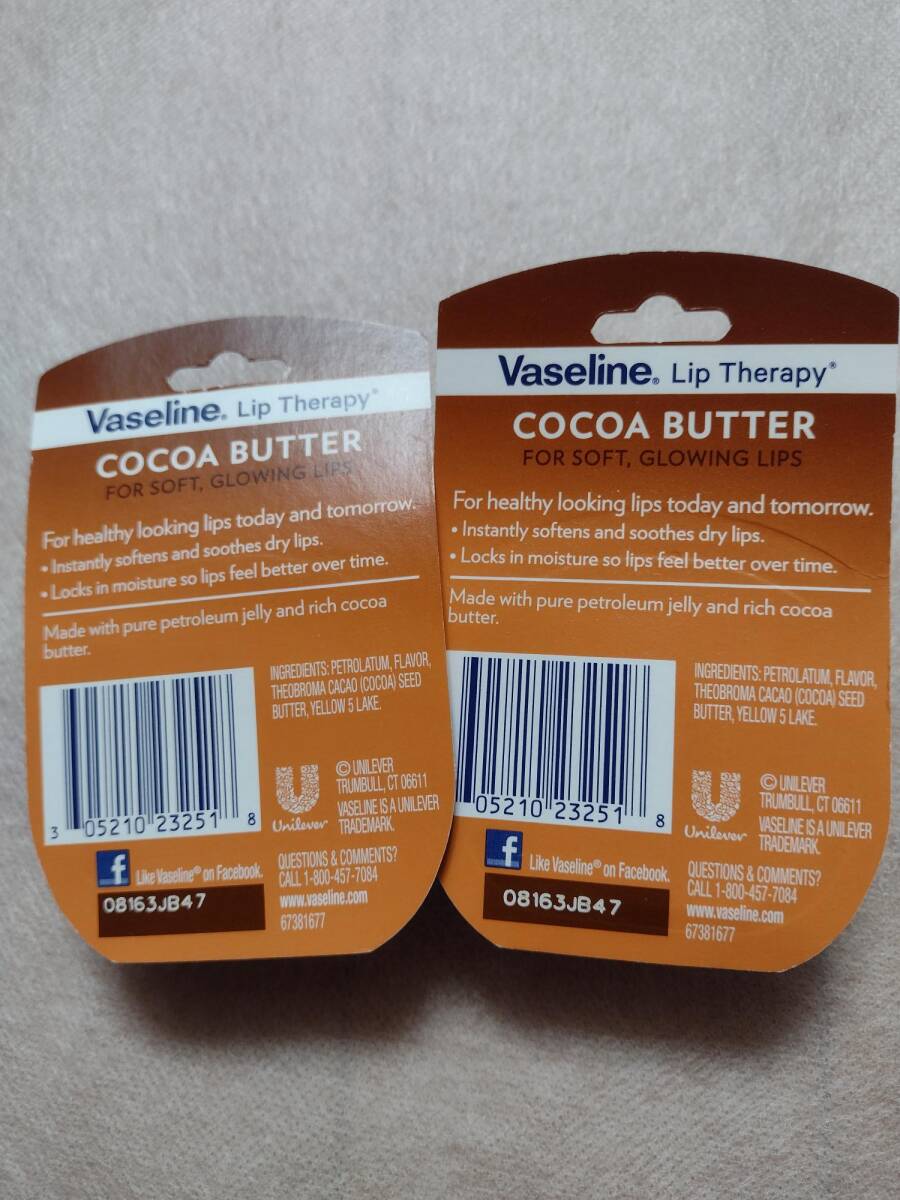 Vaseline® Lip Therapy®
COCOA BUTTER
FOR SOFT, GLOWING LIPS
For healthy looking lips today and tomorrow.
• Instantly softens and soothes dry lips.
• Locks in moisture so lips feel better over time.
Made with pure petroleum jelly and rich cocoa
butter.
INGREDIENTS: PETROLATUM, FLAVOR,
THEOBROMA CACAO (COCOA) SEED
BUTTER, YELLOW 5 LAKE.
3 05210 23251 8
Unilever
© UNILEVER
TRUMBULL, CT 06611
VASELINE IS A UNILEVER
TRADEMARK.
f Like Vaseline® on Facebook.
08163JB47
QUESTIONS & COMMENTS?
CALL 1-800-457-7084
www.vaseline.com
67381677
Vaseline® Lip Therapy®
COCOA BUTTER
FOR SOFT, GLOWING LIPS
For healthy looking lips today and tomorrow.
• Instantly softens and soothes dry lips.
• Locks in moisture so lips feel better over time.
Made with pure petroleum jelly and rich cocoa
butter.
INGREDIENTS: PETROLATUM, FLAVOR,
THEOBROMA CACAO (COCOA) SEED
BUTTER, YELLOW 5 LAKE.
05210 23251 8
Unilever
© UNILEVER
TRUMBULL, CT 06611
VASELINE IS A UNILEVER
TRADEMARK.
f Like Vaseline® on Facebook.
08163JB47
QUESTIONS & COMMENTS?
CALL 1-800-457-7084
www.vaseline.com
67381677